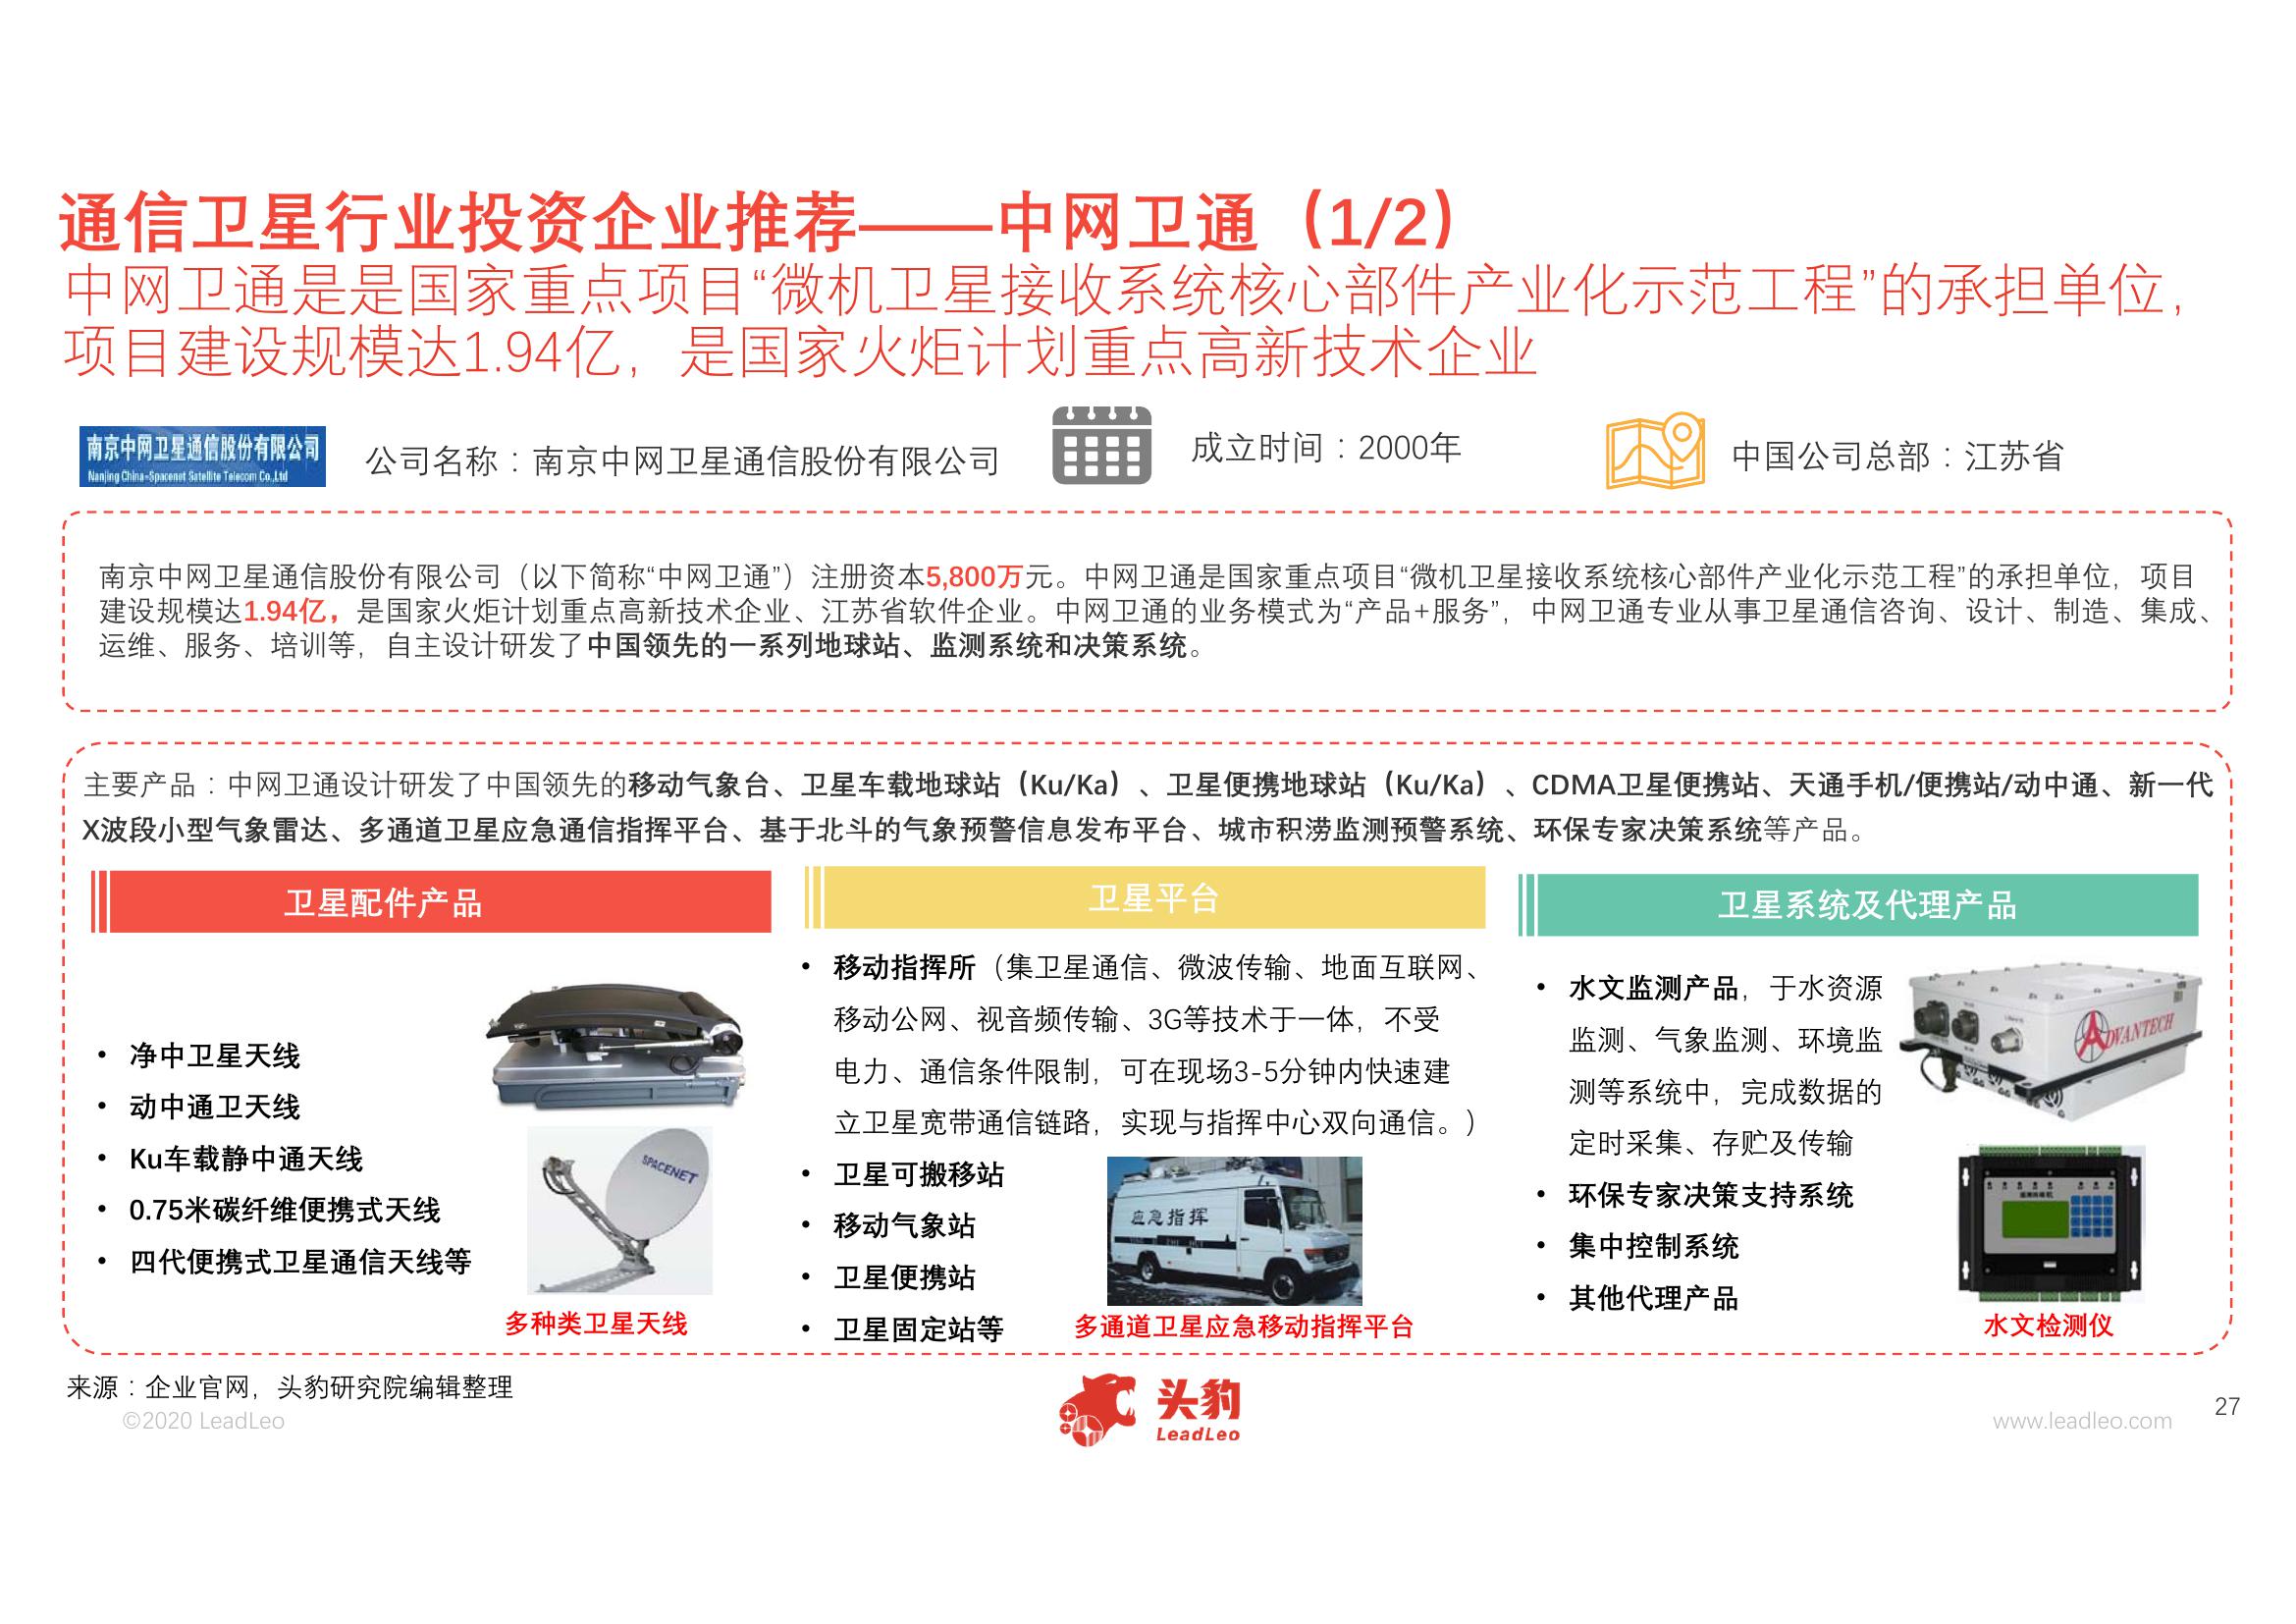 通信卫星行业投资企业推荐——中网卫通（1/2）
中网卫通是是国家重点项目“微机卫星接收系统核心部件产业化示范工程”的承担单位，
项目建设规模达1.94亿，是国家火炬计划重点高新技术企业
南京中网卫星通信股份有限公司
Nanjing China-Spacenet Satellite Telecom Co.,Ltd
公司名称：南京中网卫星通信股份有限公司
成立时间：2000年
中国公司总部：江苏省
南京中网卫星通信股份有限公司（以下简称“中网卫通”）注册资本5,800万元。中网卫通是国家重点项目“微机卫星接收系统核心部件产业化示范工程”的承担单位，项目
建设规模达1.94亿，是国家火炬计划重点高新技术企业、江苏省软件企业。中网卫通的业务模式为“产品+服务”，中网卫通专业从事卫星通信咨询、设计、制造、集成、
运维、服务、培训等，自主设计研发了中国领先的一系列地球站、监测系统和决策系统。
主要产品：中网卫通设计研发了中国领先的移动气象台、卫星车载地球站（Ku/Ka）、卫星便携地球站（Ku/Ka）、CDMA卫星便携站、天通手机/便携站/动中通、新一代
X波段小型气象雷达、多通道卫星应急通信指挥平台、基于北斗的气象预警信息发布平台、城市积涝监测预警系统、环保专家决策系统等产品。
卫星配件产品
• 净中卫星天线
• 动中通卫天线
• Ku车载静中通天线
• 0.75米碳纤维便携式天线
• 四代便携式卫星通信天线等
SPACENET
多种类卫星天线
卫星平台
• 移动指挥所（集卫星通信、微波传输、地面互联网、
移动公网、视音频传输、3G等技术于一体，不受
电力、通信条件限制，可在现场3-5分钟内快速建
立卫星宽带通信链路，实现与指挥中心双向通信。）
• 卫星可搬移站
• 移动气象站
• 卫星便携站
• 卫星固定站等
应急指挥
多通道卫星应急移动指挥平台
卫星系统及代理产品
• 水文监测产品，于水资源
监测、气象监测、环境监
测等系统中，完成数据的
定时采集、存贮及传输
• 环保专家决策支持系统
• 集中控制系统
• 其他代理产品
ADVANTECH
水文检测仪
来源：企业官网，头豹研究院编辑整理
©2020 LeadLeo
头豹
LeadLeo
www.leadleo.com
27